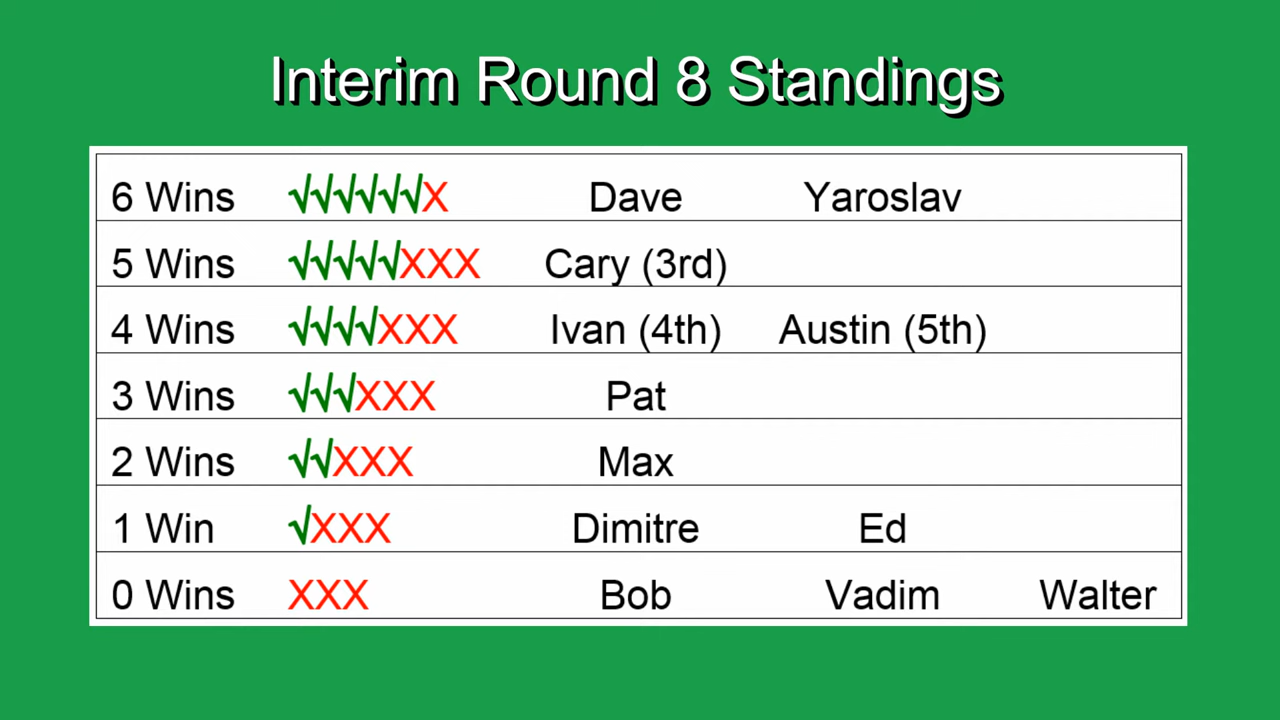 Interim Round 8 Standings
6 Wins √√√√√√X Dave Yaroslav
5 Wins √√√√√XXX Cary (3rd)
4 Wins √√√√XXX Ivan (4th) Austin (5th)
3 Wins √√√XXX Pat
2 Wins √√XXX Max
1 Win √XXX Dimitre Ed
0 Wins XXX Bob Vadim Walter